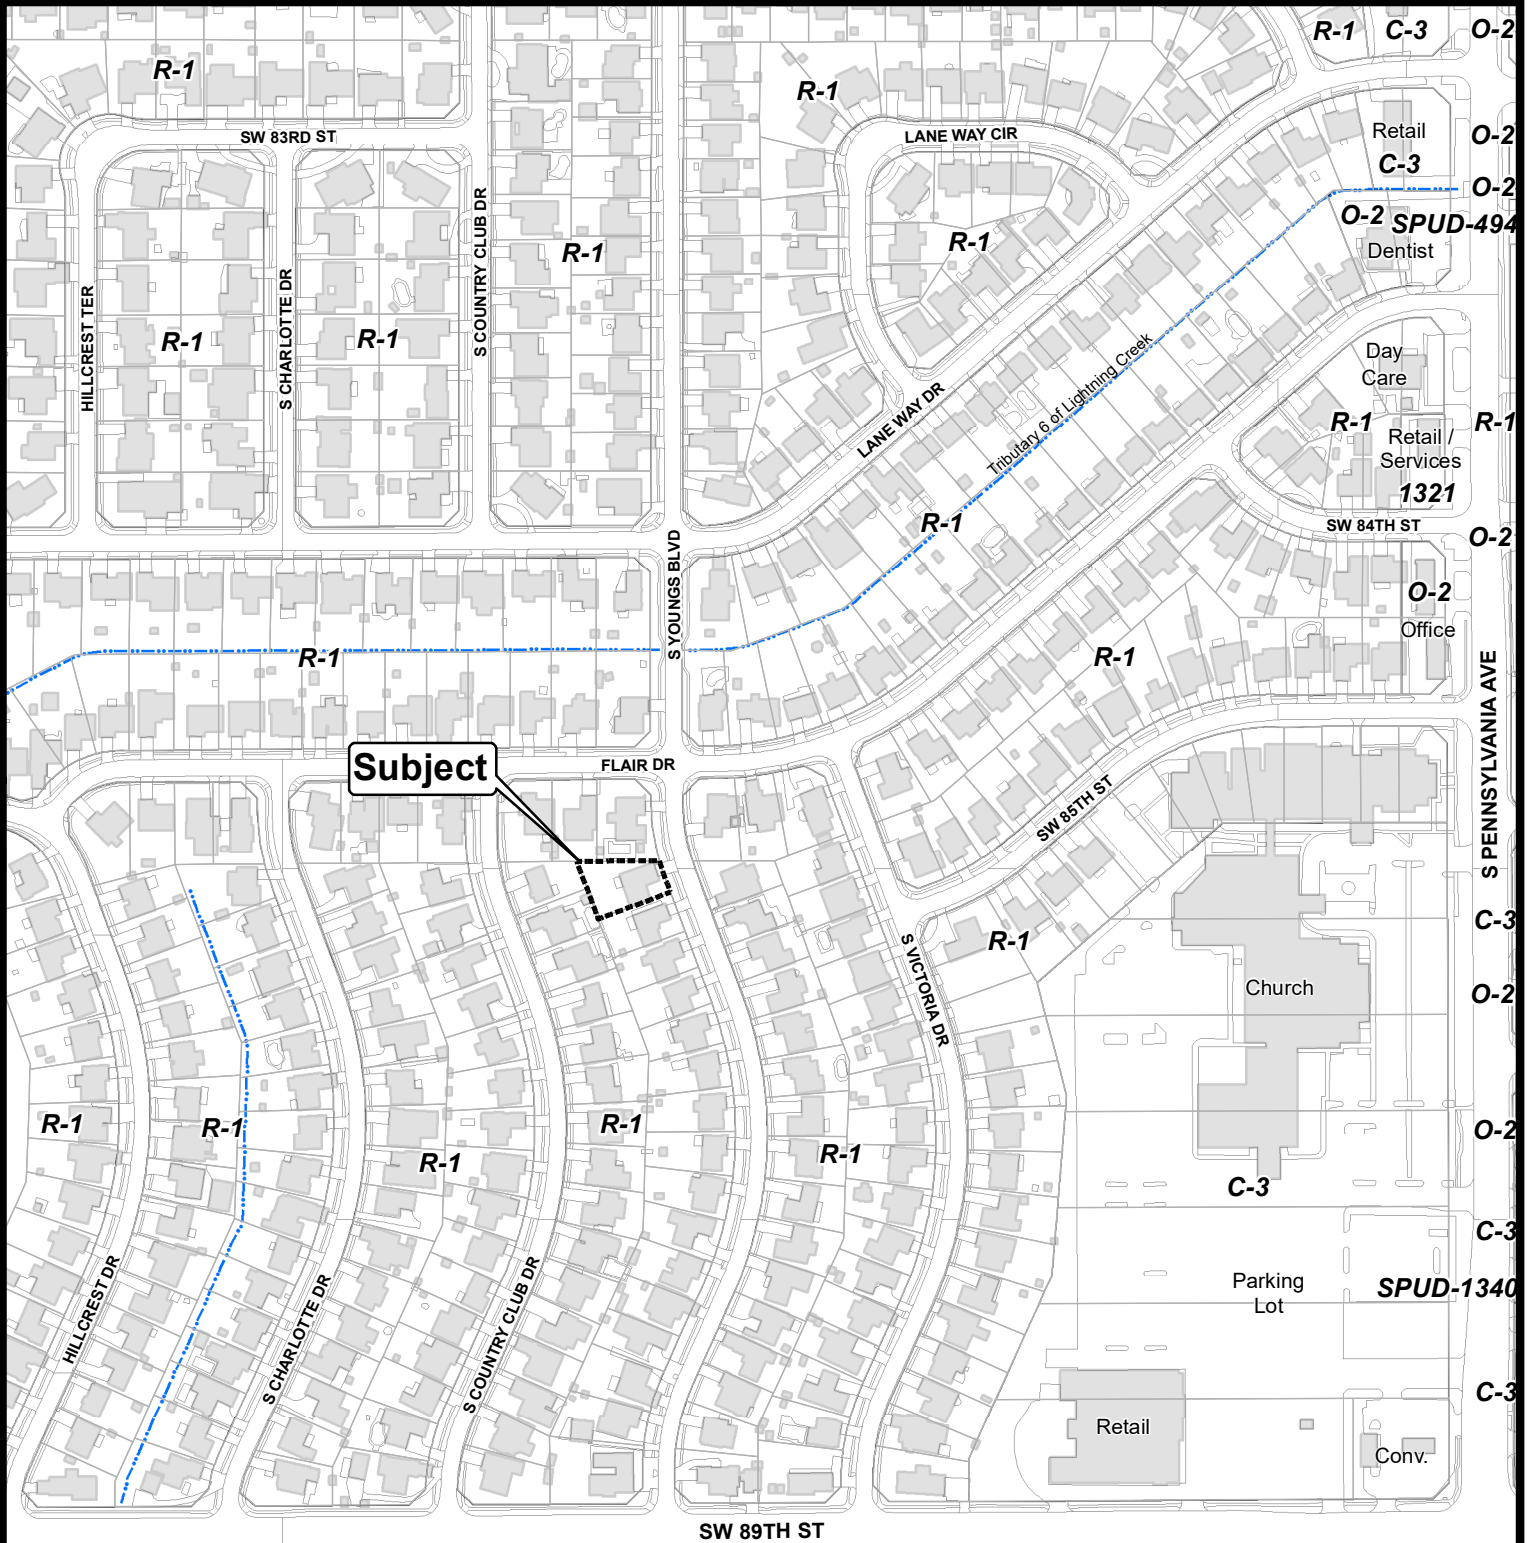 R-1
C-3
O-2
R-1
R-1
Retail
C-3
O-2
SW 83RD ST
LANE WAY CIR
O-2
O-2
SPUD-494
Dentist
S COUNTRY CLUB DR
R-1
R-1
HILLCREST TER
S CHARLOTTE DR
R-1
R-1
Day
Care
Tributary 6 of Lightning Creek
LANE WAY DR
R-1
R-1
Retail /
Services
1321
R-1
SW 84TH ST
O-2
S YOUNGS BLVD
O-2
Office
R-1
R-1
S PENNSYLVANIA AVE
Subject
FLAIR DR
SW 85TH ST
C-3
R-1
S VICTORIA DR
Church
O-2
R-1
R-1
R-1
R-1
R-1
O-2
C-3
C-3
HILLCREST DR
S CHARLOTTE DR
S COUNTRY CLUB DR
Parking
Lot
SPUD-1340
C-3
Retail
Conv.
SW 89TH ST